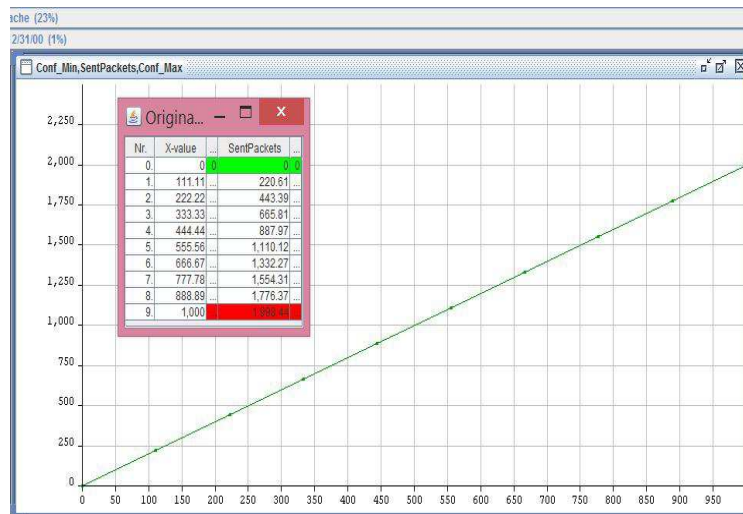 ache (23%)
2/31/00 (1%)
Conf_Min,SentPackets,Conf_Max
Origina...
Nr. X-value ... SentPackets ...
0. 0 0 0 0
1. 111.11 ... 220.61 ...
2. 222.22 ... 443.39 ...
3. 333.33 ... 665.81 ...
4. 444.44 ... 887.97 ...
5. 555.56 ... 1,110.12 ...
6. 666.67 ... 1,332.27 ...
7. 777.78 ... 1,554.31 ...
8. 888.89 ... 1,776.37 ...
9. 1,000 1,998.44 ...
2,250
2,000
1,750
1,500
1,250
1,000
750
500
250
0
0 50 100 150 200 250 300 350 400 450 500 550 600 650 700 750 800 850 900 950